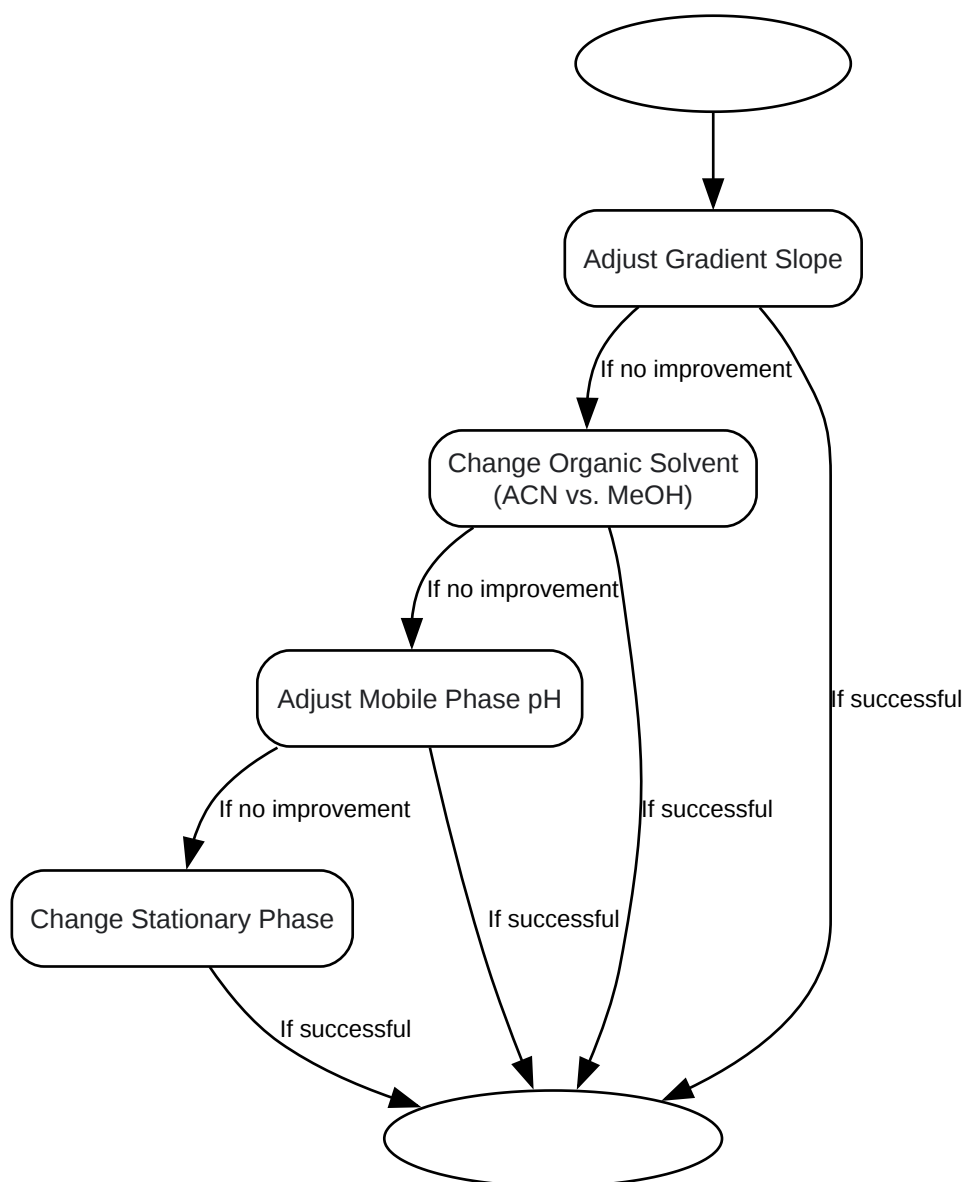 Adjust Gradient Slope
If no improvement
Change Organic Solvent
(ACN vs. MeOH)
If no improvement
Adjust Mobile Phase pH
If successful
If no improvement
If successful
Change Stationary Phase
If successful
If successful